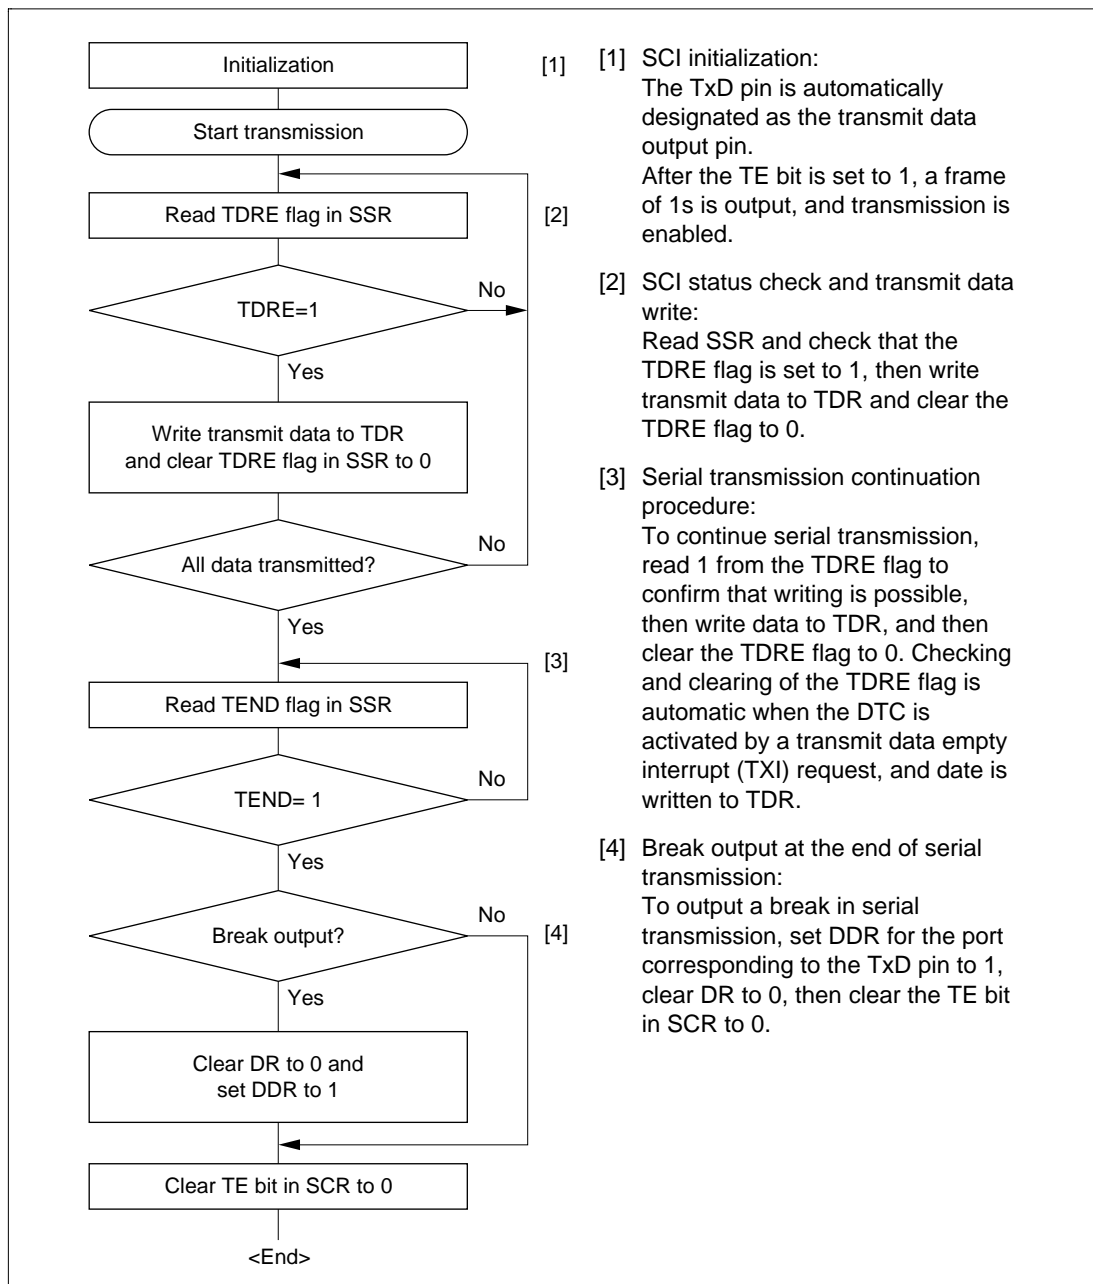 Initialization
[1]
Start transmission
Read TDRE flag in SSR
[2]
TDRE=1
No
Yes
Write transmit data to TDR
and clear TDRE flag in SSR to 0
All data transmitted?
No
Yes
[3]
Read TEND flag in SSR
TEND= 1
No
Yes
Break output?
No
[4]
Yes
Clear DR to 0 and
set DDR to 1
Clear TE bit in SCR to 0
<End>
[1] SCI initialization:
The TxD pin is automatically
designated as the transmit data
output pin.
After the TE bit is set to 1, a frame
of 1s is output, and transmission is
enabled.
[2] SCI status check and transmit data
write:
Read SSR and check that the
TDRE flag is set to 1, then write
transmit data to TDR and clear the
TDRE flag to 0.
[3] Serial transmission continuation
procedure:
To continue serial transmission,
read 1 from the TDRE flag to
confirm that writing is possible,
then write data to TDR, and then
clear the TDRE flag to 0. Checking
and clearing of the TDRE flag is
automatic when the DTC is
activated by a transmit data empty
interrupt (TXI) request, and date is
written to TDR.
[4] Break output at the end of serial
transmission:
To output a break in serial
transmission, set DDR for the port
corresponding to the TxD pin to 1,
clear DR to 0, then clear the TE bit
in SCR to 0.